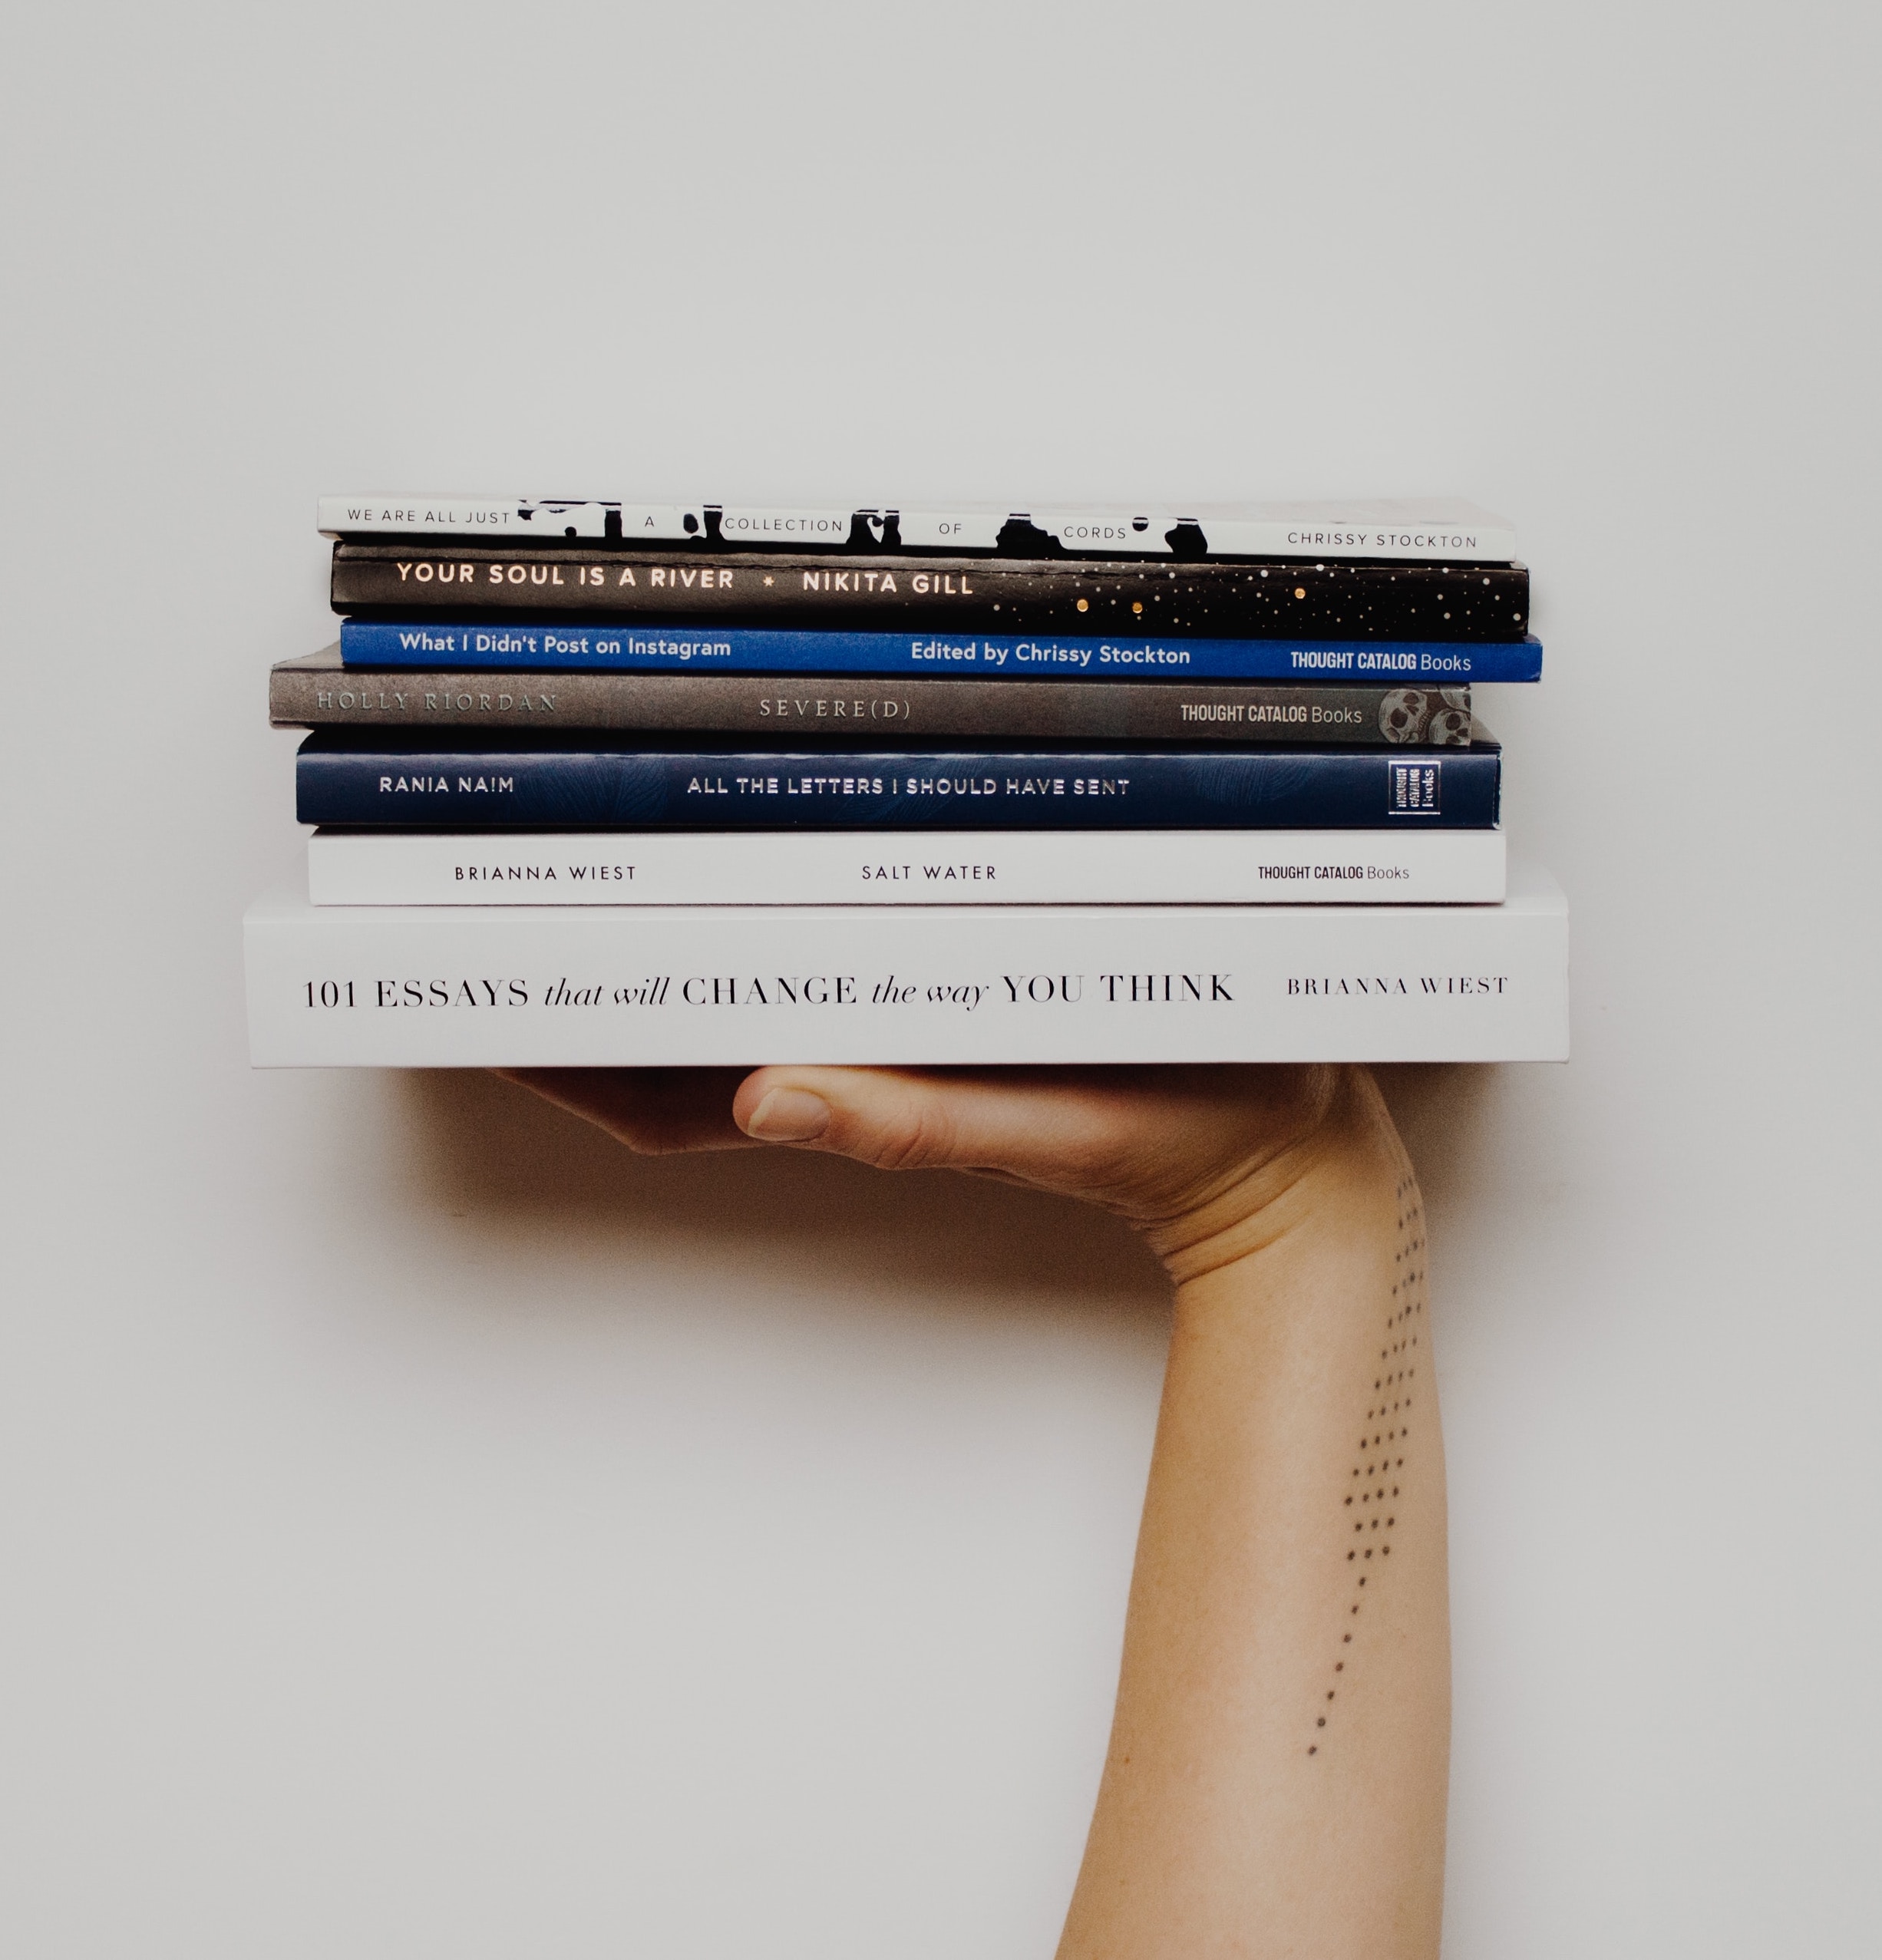 WE ARE ALL JUST A COLLECTION OF CORDS CHRISSY STOCKTON
YOUR SOUL IS A RIVER * NIKITA GILL
What I Didn't Post on Instagram Edited by Chrissy Stockton THOUGHT CATALOG Books
HOLLY RIORDAN SEVERE(D) THOUGHT CATALOG Books
RANIA NAIM ALL THE LETTERS I SHOULD HAVE SENT THOUGHT CATALOG Books
BRIANNA WIEST SALT WATER THOUGHT CATALOG Books
101 ESSAYS that will CHANGE the way YOU THINK BRIANNA WIEST